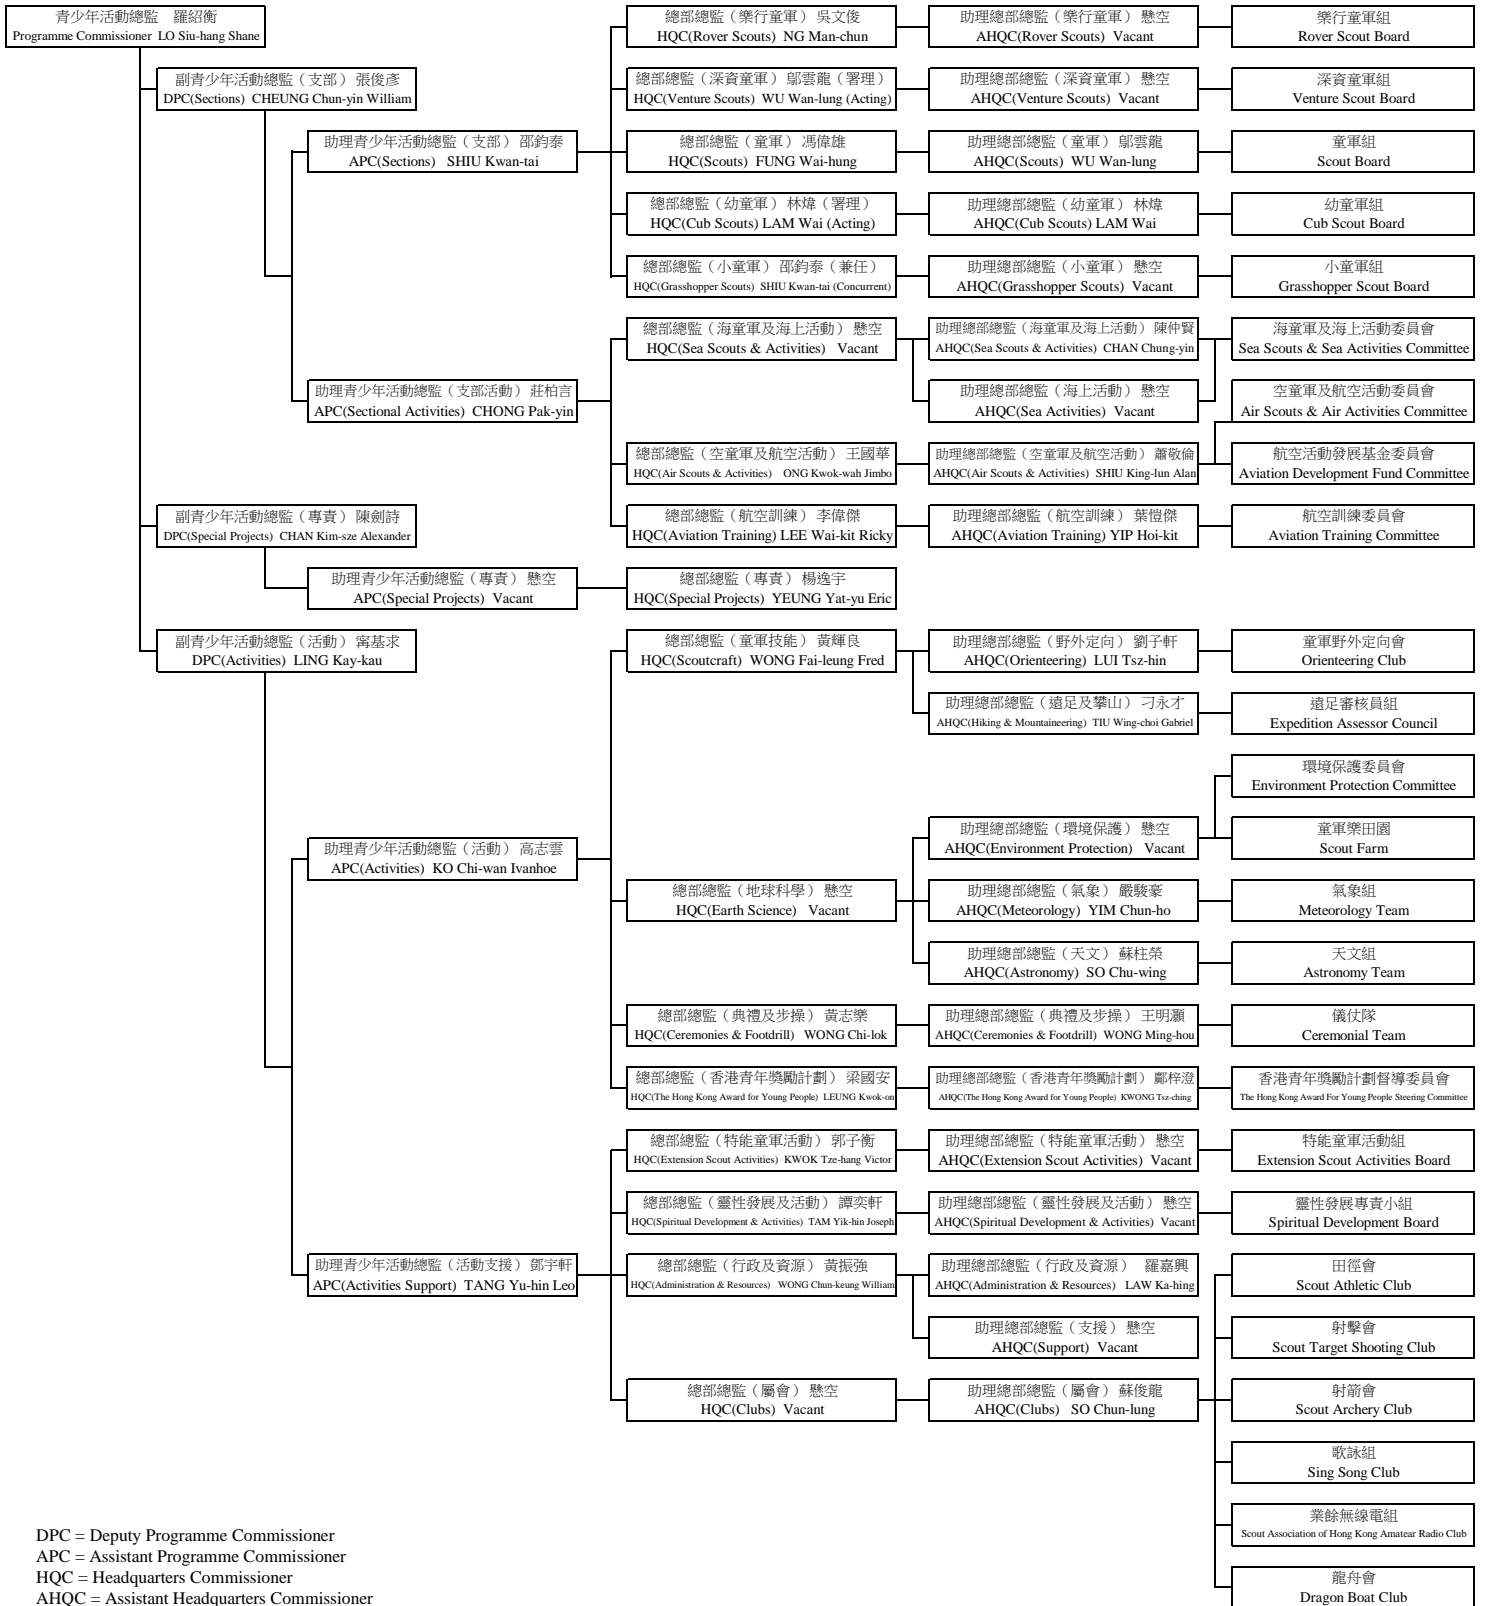 青少年活動總監　羅紹衡
Programme Commissioner LO Siu-hang Shane
副青少年活動總監（支部）張俊彥
DPC(Sections) CHEUNG Chun-yin William
助理青少年活動總監（支部）邵鈞泰
APC(Sections) SHIU Kwan-tai
總部總監（樂行童軍）吳文俊
HQC(Rover Scouts) NG Man-chun
助理總部總監（樂行童軍）懸空
AHQC(Rover Scouts) Vacant
樂行童軍組
Rover Scout Board
總部總監（深資童軍）鄔雲龍（署理）
HQC(Venture Scouts) WU Wan-lung (Acting)
助理總部總監（深資童軍）懸空
AHQC(Venture Scouts) Vacant
深資童軍組
Venture Scout Board
總部總監（童軍）馮偉雄
HQC(Scouts) FUNG Wai-hung
助理總部總監（童軍）鄔雲龍
AHQC(Scouts) WU Wan-lung
童軍組
Scout Board
總部總監（幼童軍）林煒（署理）
HQC(Cub Scouts) LAM Wai (Acting)
助理總部總監（幼童軍）林煒
AHQC(Cub Scouts) LAM Wai
幼童軍組
Cub Scout Board
總部總監（小童軍）邵鈞泰（兼任）
HQC(Grasshopper Scouts) SHIU Kwan-tai (Concurrent)
助理總部總監（小童軍）懸空
AHQC(Grasshopper Scouts) Vacant
小童軍組
Grasshopper Scout Board
助理青少年活動總監（支部活動）莊柏言
APC(Sectional Activities) CHONG Pak-yin
總部總監（海童軍及海上活動）懸空
HQC(Sea Scouts & Activities) Vacant
助理總部總監（海童軍及海上活動）陳仲賢
AHQC(Sea Scouts & Activities) CHAN Chung-yin
海童軍及海上活動委員會
Sea Scouts & Sea Activities Committee
助理總部總監（海上活動）懸空
AHQC(Sea Activities) Vacant
空童軍及航空活動委員會
Air Scouts & Air Activities Committee
總部總監（空童軍及航空活動）王國華
HQC(Air Scouts & Activities) ONG Kwok-wah Jimbo
助理總部總監（空童軍及航空活動）蕭敬倫
AHQC(Air Scouts & Activities) SHIU King-lun Alan
航空活動發展基金委員會
Aviation Development Fund Committee
總部總監（航空訓練）李偉傑
HQC(Aviation Training) LEE Wai-kit Ricky
助理總部總監（航空訓練）葉愷傑
AHQC(Aviation Training) YIP Hoi-kit
航空訓練委員會
Aviation Training Committee
副青少年活動總監（專責）陳劍詩
DPC(Special Projects) CHAN Kim-sze Alexander
助理青少年活動總監（專責）懸空
APC(Special Projects) Vacant
總部總監（專責）楊逸宇
HQC(Special Projects) YEUNG Yat-yu Eric
副青少年活動總監（活動）寗基求
DPC(Activities) LING Kay-kau
助理青少年活動總監（活動）高志雲
APC(Activities) KO Chi-wan Ivanhoe
總部總監（童軍技能）黃輝良
HQC(Scoutcraft) WONG Fai-leung Fred
助理總部總監（野外定向）劉子軒
AHQC(Orienteering) LUI Tsz-hin
童軍野外定向會
Orienteering Club
助理總部總監（遠足及攀山）刁永才
AHQC(Hiking & Mountaineering) TIU Wing-choi Gabriel
遠足審核員組
Expedition Assessor Council
環境保護委員會
Environment Protection Committee
總部總監（地球科學）懸空
HQC(Earth Science) Vacant
助理總部總監（環境保護）懸空
AHQC(Environment Protection) Vacant
童軍樂田園
Scout Farm
助理總部總監（氣象）嚴駿豪
AHQC(Meteorology) YIM Chun-ho
氣象組
Meteorology Team
助理總部總監（天文）蘇柱榮
AHQC(Astronomy) SO Chu-wing
天文組
Astronomy Team
總部總監（典禮及步操）黃志樂
HQC(Ceremonies & Footdrill) WONG Chi-lok
助理總部總監（典禮及步操）王明灝
AHQC(Ceremonies & Footdrill) WONG Ming-hou
儀仗隊
Ceremonial Team
總部總監（香港青年獎勵計劃）梁國安
HQC(The Hong Kong Award for Young People) LEUNG Kwok-on
助理總部總監（香港青年獎勵計劃）鄺梓澄
AHQC(The Hong Kong Award for Young People) KWONG Tsz-ching
香港青年獎勵計劃督導委員會
The Hong Kong Award For Young People Steering Committee
助理青少年活動總監（活動支援）鄧宇軒
APC(Activities Support) TANG Yu-hin Leo
總部總監（特能童軍活動）郭子衡
HQC(Extension Scout Activities) KWOK Tze-hang Victor
助理總部總監（特能童軍活動）懸空
AHQC(Extension Scout Activities) Vacant
特能童軍活動組
Extension Scout Activities Board
總部總監（靈性發展及活動）譚奕軒
HQC(Spiritual Development & Activities) TAM Yik-hin Joseph
助理總部總監（靈性發展及活動）懸空
AHQC(Spiritual Development & Activities) Vacant
靈性發展專責小組
Spiritual Development Board
總部總監（行政及資源）黃振強
HQC(Administration & Resources) WONG Chun-keung William
助理總部總監（行政及資源）羅嘉興
AHQC(Administration & Resources) LAW Ka-hing
田徑會
Scout Athletic Club
助理總部總監（支援）懸空
AHQC(Support) Vacant
射擊會
Scout Target Shooting Club
總部總監（屬會）懸空
HQC(Clubs) Vacant
助理總部總監（屬會）蘇俊龍
AHQC(Clubs) SO Chun-lung
射箭會
Scout Archery Club
歌詠組
Sing Song Club
業餘無線電組
Scout Association of Hong Kong Amatear Radio Club
龍舟會
Dragon Boat Club
DPC = Deputy Programme Commissioner
APC = Assistant Programme Commissioner
HQC = Headquarters Commissioner
AHQC = Assistant Headquarters Commissioner